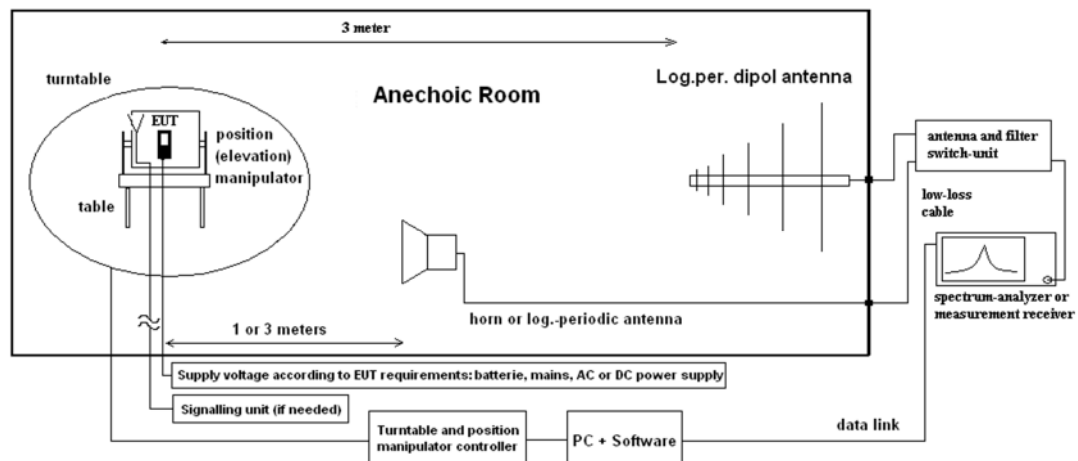 3 meter
turntable
Log.per. dipol antenna
Anechoic Room
EUT
position
(elevation)
manipulator
table
antenna and filter
switch-unit
low-loss
cable
spectrum-analyzer or
measurement receiver
horn or log.-periodic antenna
1 or 3 meters
Supply voltage according to EUT requirements: batterie, mains, AC or DC power supply
Signalling unit (if needed)
Turntable and position
manipulator controller
PC + Software
data link